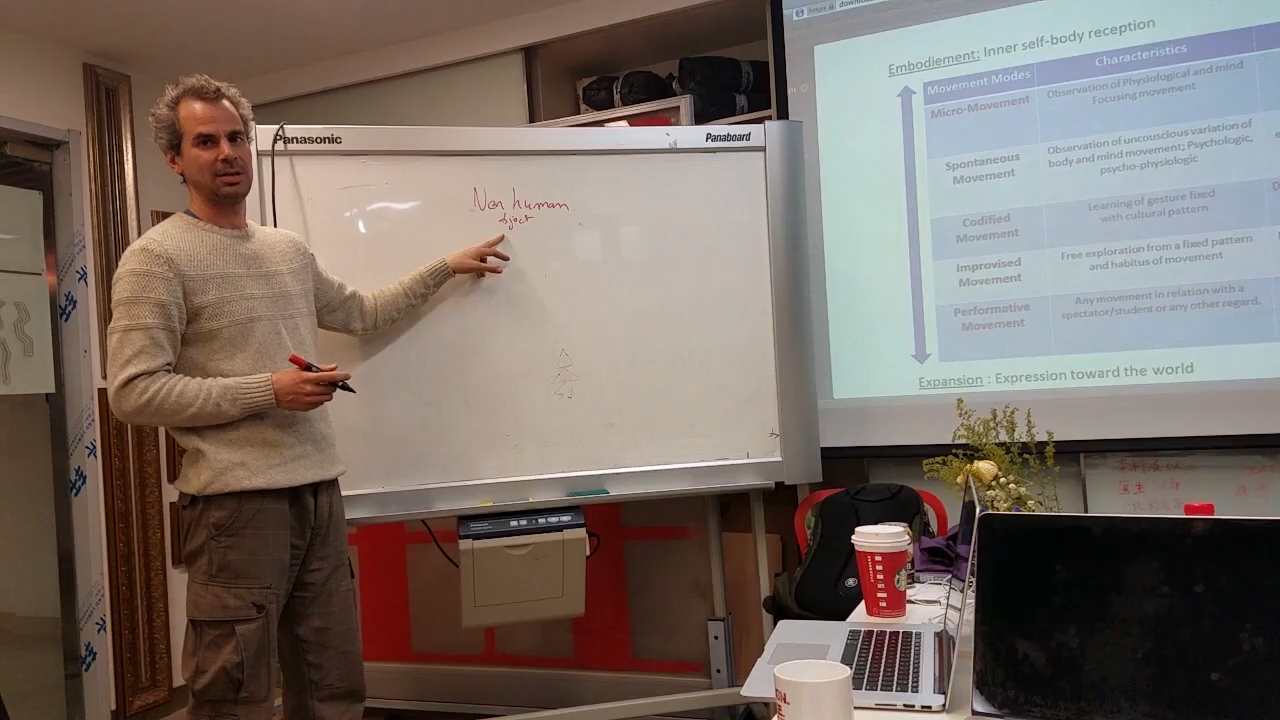 https
Embodiement: Inner self-body reception
Movement Modes
Characteristics
Micro-Movement
Observation of Physiological and mind
Focusing movement
Spontaneous
Movement
Observation of uncouscious variation of
body and mind movement; Psychologic,
psycho-physiologic
Codified
Movement
Learning of gesture fixed
with cultural pattern
Improvised
Movement
Free exploration from a fixed pattern
and habitus of movement
Performative
Movement
Any movement in relation with a
spectator/student or any other regard.
Expansion : Expression toward the world
Panasonic
Panaboard
Non human
object